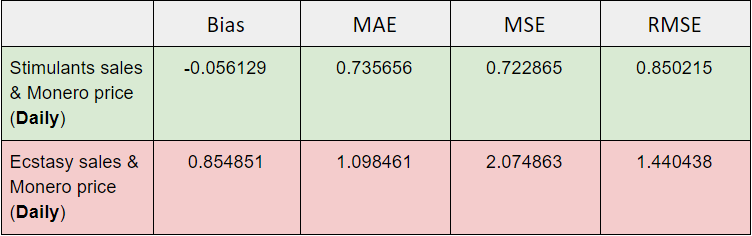 Bias MAE MSE RMSE
Stimulants sales -0.056129 0.735656 0.722865 0.850215
& Monero price
(Daily)
Ecstasy sales & 0.854851 1.098461 2.074863 1.440438
Monero price
(Daily)